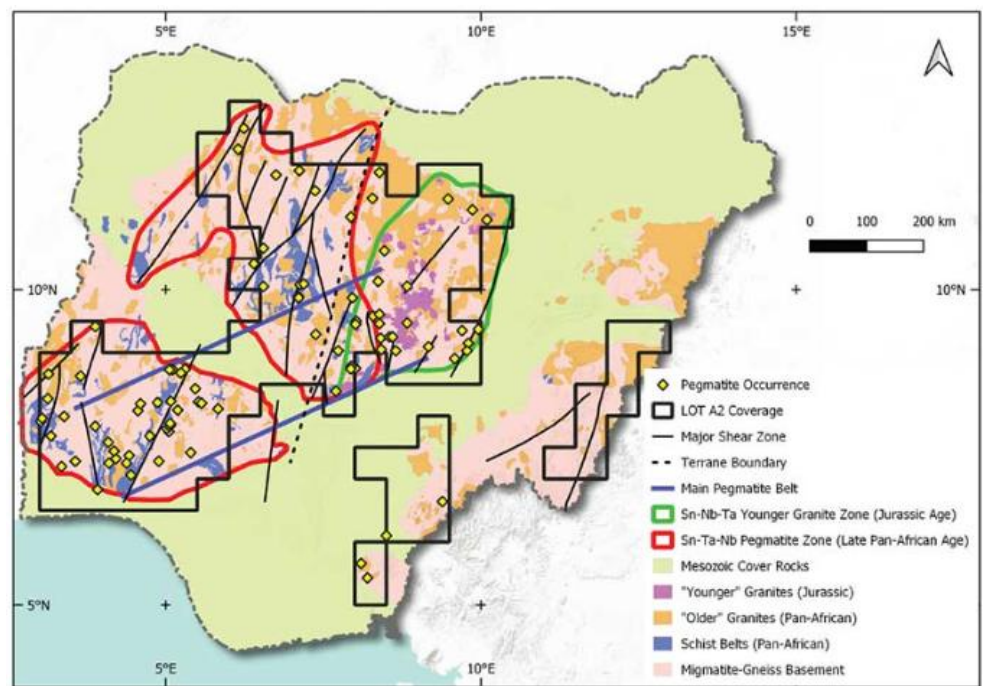 5°E
10°E
15°E
0 100 200 km
10°N
10°N
Pegmatite Occurrence
LOT A2 Coverage
Major Shear Zone
Terrane Boundary
Main Pegmatite Belt
Sn-Nb-Ta Younger Granite Zone (Jurassic Age)
Sn-Ta-Nb Pegmatite Zone (Late Pan-African Age)
Mesozoic Cover Rocks
"Younger" Granites (Jurassic)
"Older" Granites (Pan-African)
Schist Belts (Pan-African)
Migmatite-Gneiss Basement
5°N
5°E
10°E